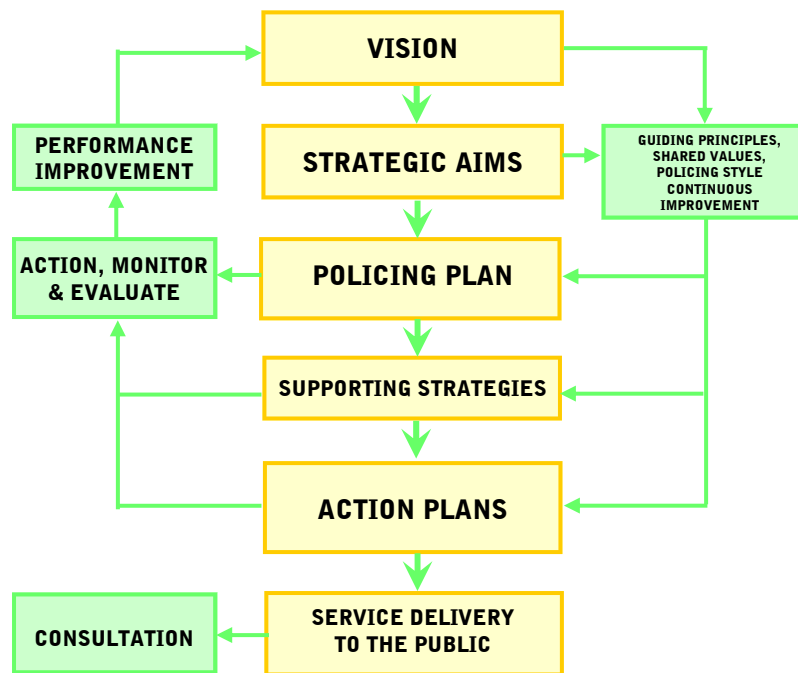 VISION
PERFORMANCE
IMPROVEMENT
STRATEGIC AIMS
GUIDING PRINCIPLES,
SHARED VALUES,
POLICING STYLE
CONTINUOUS
IMPROVEMENT
ACTION, MONITOR
& EVALUATE
POLICING PLAN
SUPPORTING STRATEGIES
ACTION PLANS
CONSULTATION
SERVICE DELIVERY
TO THE PUBLIC